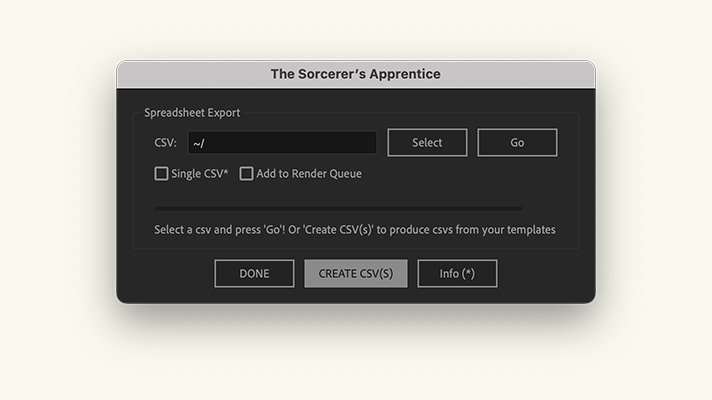 The Sorcerer's Apprentice
Spreadsheet Export
CSV: ~/ Select Go
Single CSV* Add to Render Queue
Select a csv and press 'Go'! Or 'Create CSV(s)' to produce csvs from your templates
DONE CREATE CSV(S) Info (*)